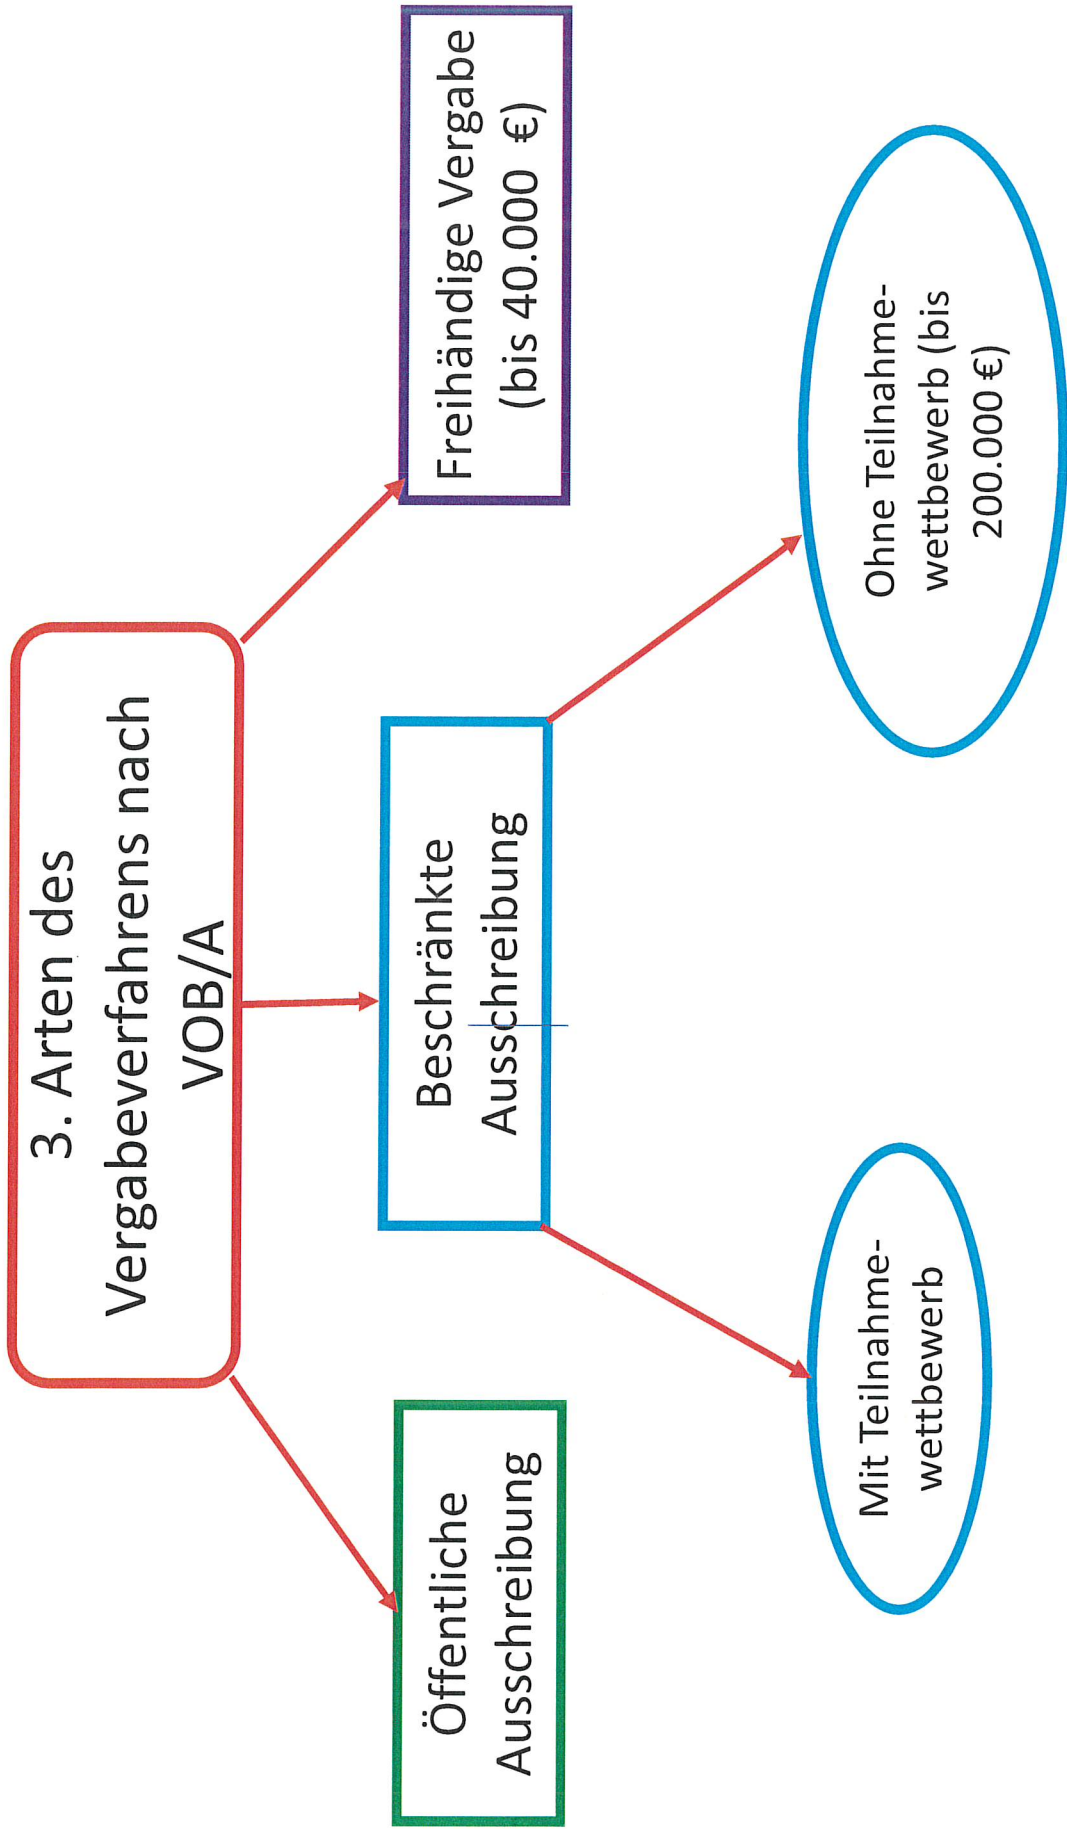 3. Arten des
Vergabeverfahrens nach
VOB/A
Öffentliche
Ausschreibung
Beschränkte
Ausschreibung
Freihändige Vergabe
(bis 40.000 €)
Mit Teilnahme-
wettbewerb
Ohne Teilnahme-
wettbewerb (bis
200.000 €)